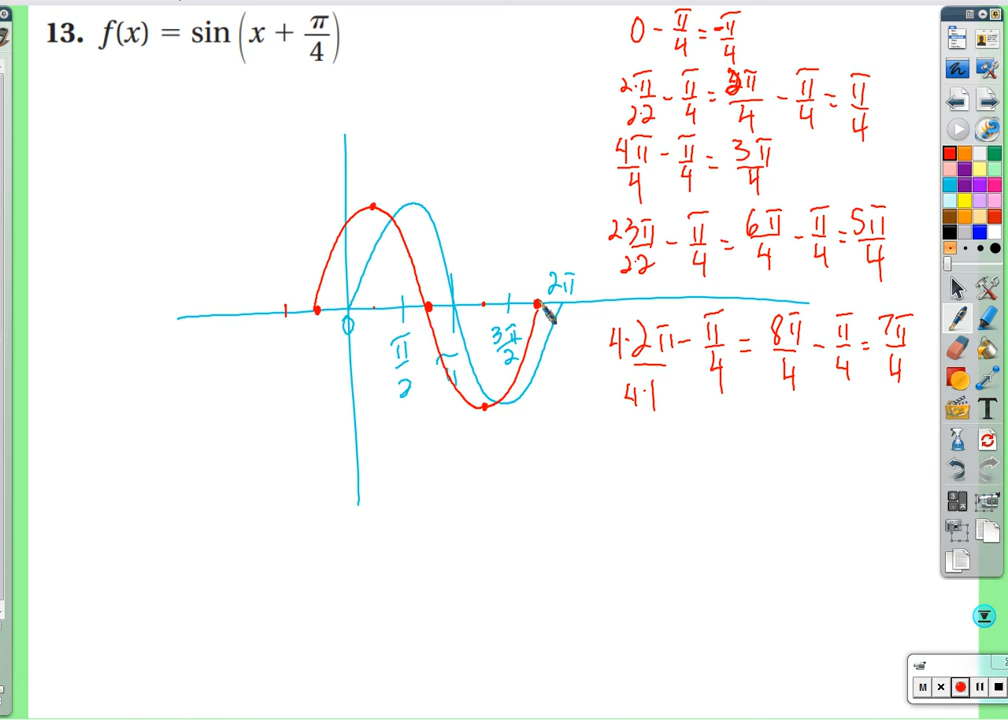 13. f(x) = sin (x + π/4)
0 - π/4 = -π/4
2·π/2·2 - π/4 = 2π/4 - π/4 = π/4
4π/4 - π/4 = 3π/4
2·3π/2·2 - π/4 = 6π/4 - π/4 = 5π/4
4·2π/4·1 - π/4 = 8π/4 - π/4 = 7π/4
2π
0
π/2
π
3π/2
T
M